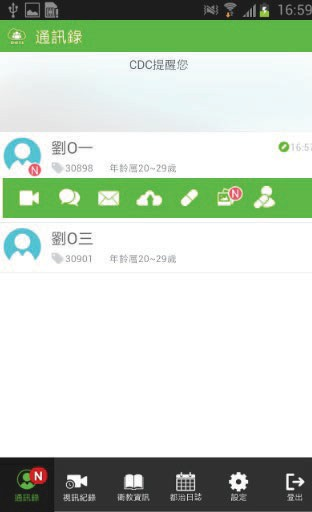 16:59
通訊錄
CDC提醒您
劉O一
16:57
N
30898 年齡層20~29歲
N
劉O三
30901 年齡層20~29歲
N
通訊錄 視訊紀錄 衛教資訊 都治日誌 設定 登出